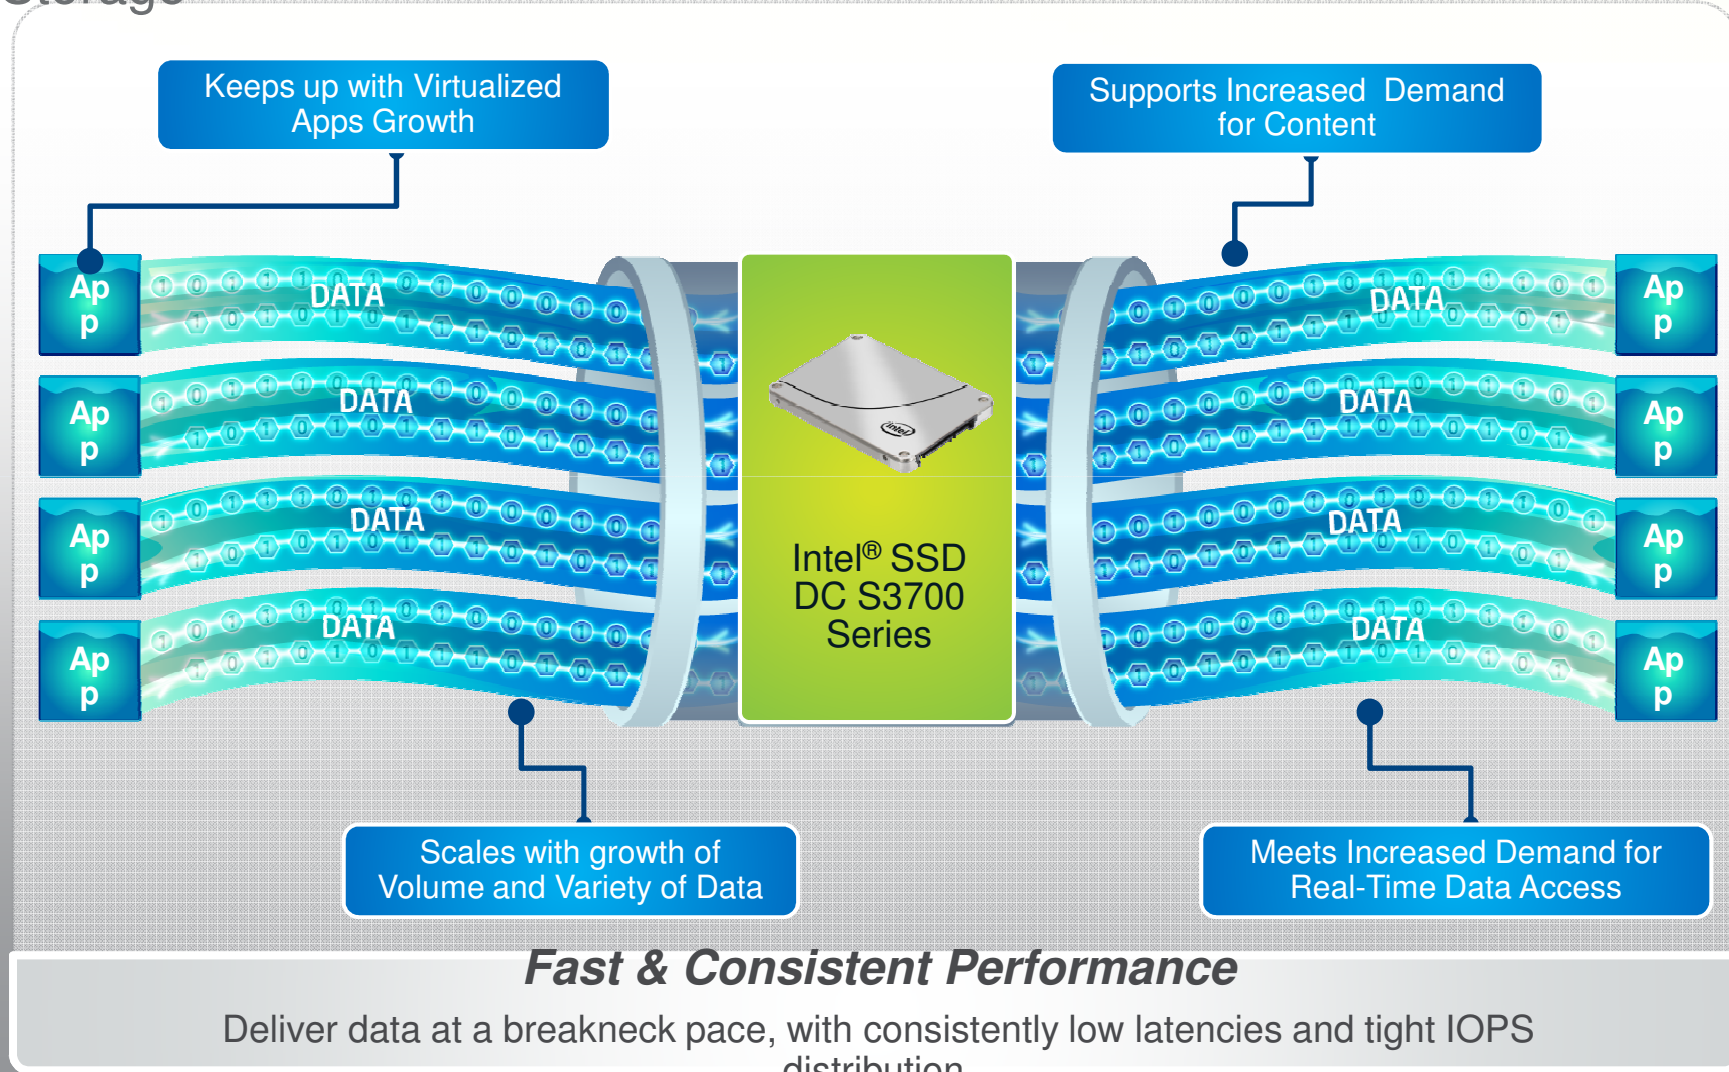 Storage
Keeps up with Virtualized
Apps Growth
Supports Increased Demand
for Content
Ap
p
DATA
DATA
Ap
p
Ap
p
DATA
DATA
Ap
p
Ap
p
DATA
DATA
Ap
p
Ap
p
DATA
DATA
Ap
p
intel
Intel® SSD
DC S3700
Series
Scales with growth of
Volume and Variety of Data
Meets Increased Demand for
Real-Time Data Access
Fast & Consistent Performance
Deliver data at a breakneck pace, with consistently low latencies and tight IOPS
distribution